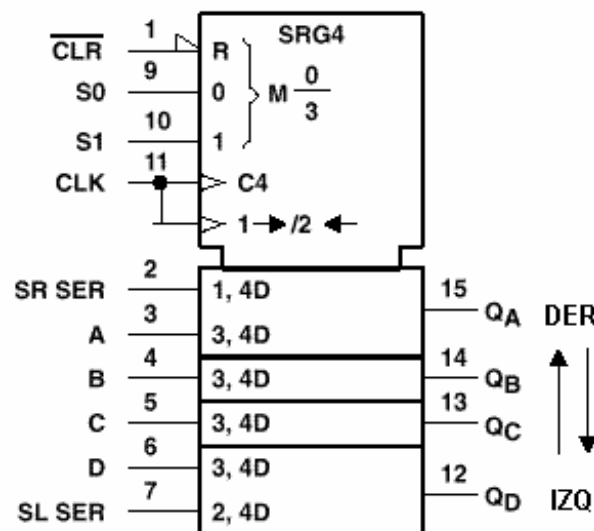 SRG4
CLR 1 R
S0 9 0 M 0/3
S1 10 1
CLK 11 C4
1 /2
SR SER 2 1, 4D 15 QA DER
A 3 3, 4D
B 4 3, 4D 14 QB
C 5 3, 4D 13 QC
D 6 3, 4D 12 QD IZQ
SL SER 7 2, 4D